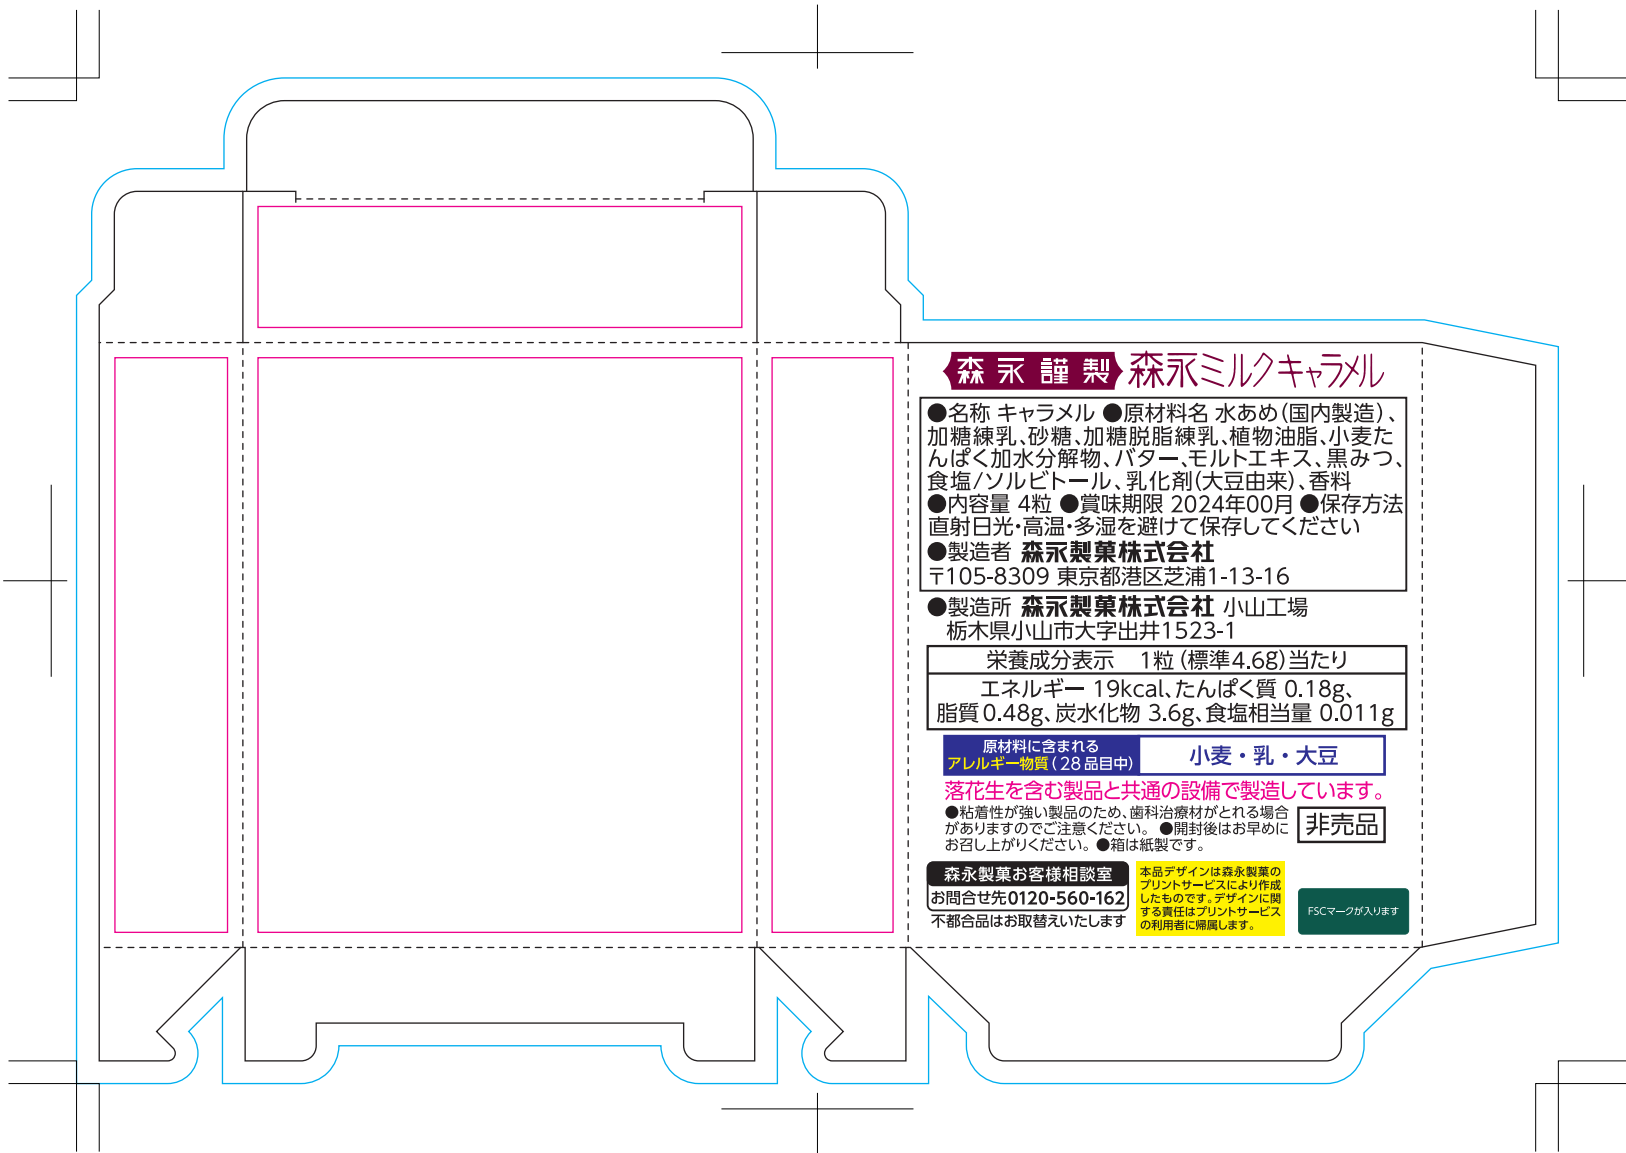 森永謹製 森永ミルクキャラメル
●名称 キャラメル ●原材料名 水あめ(国内製造)、
加糖練乳、砂糖、加糖脱脂練乳、植物油脂、小麦た
んぱく加水分解物、バター、モルトエキス、黒みつ、
食塩/ソルビトール、乳化剤(大豆由来)、香料
●内容量 4粒 ●賞味期限 2024年00月 ●保存方法
直射日光・高温・多湿を避けて保存してください
●製造者 森永製菓株式会社
〒105-8309 東京都港区芝浦1-13-16
●製造所 森永製菓株式会社 小山工場
栃木県小山市大字出井1523-1
栄養成分表示 1粒(標準4.6g)当たり
エネルギー 19kcal、たんぱく質 0.18g、
脂質0.48g、炭水化物 3.6g、食塩相当量 0.011g
原材料に含まれる
アレルギー物質(28品目中)
小麦・乳・大豆
落花生を含む製品と共通の設備で製造しています。
●粘着性が強い製品のため、歯科治療材がとれる場合
がありますのでご注意ください。 ●開封後はお早めに
お召し上がりください。 ●箱は紙製です。
非売品
森永製菓お客様相談室
お問合せ先0120-560-162
不都合品はお取替えいたします
本品デザインは森永製菓の
プリントサービスにより作成
したものです。デザインに関
する責任はプリントサービス
の利用者に帰属します。
FSCマークが入ります